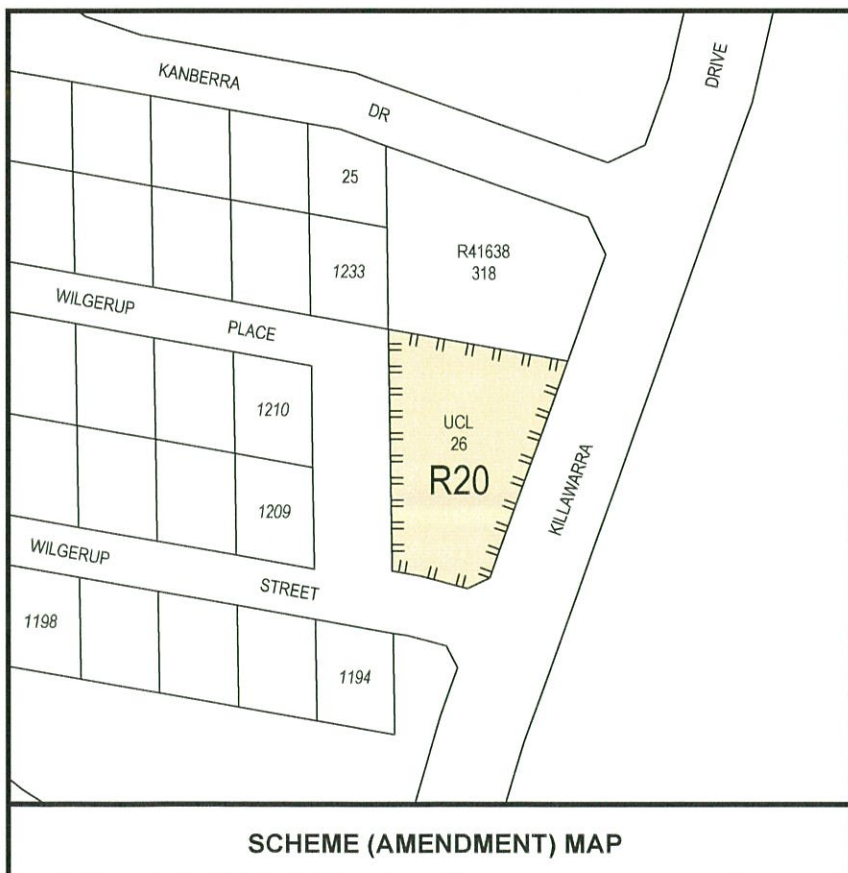 KANBERRA
DR
DRIVE
25
1233
R41638
318
WILGERUP
PLACE
1210
UCL
26
R20
1209
KILLAWARRA
WILGERUP
STREET
1198
1194
SCHEME (AMENDMENT) MAP